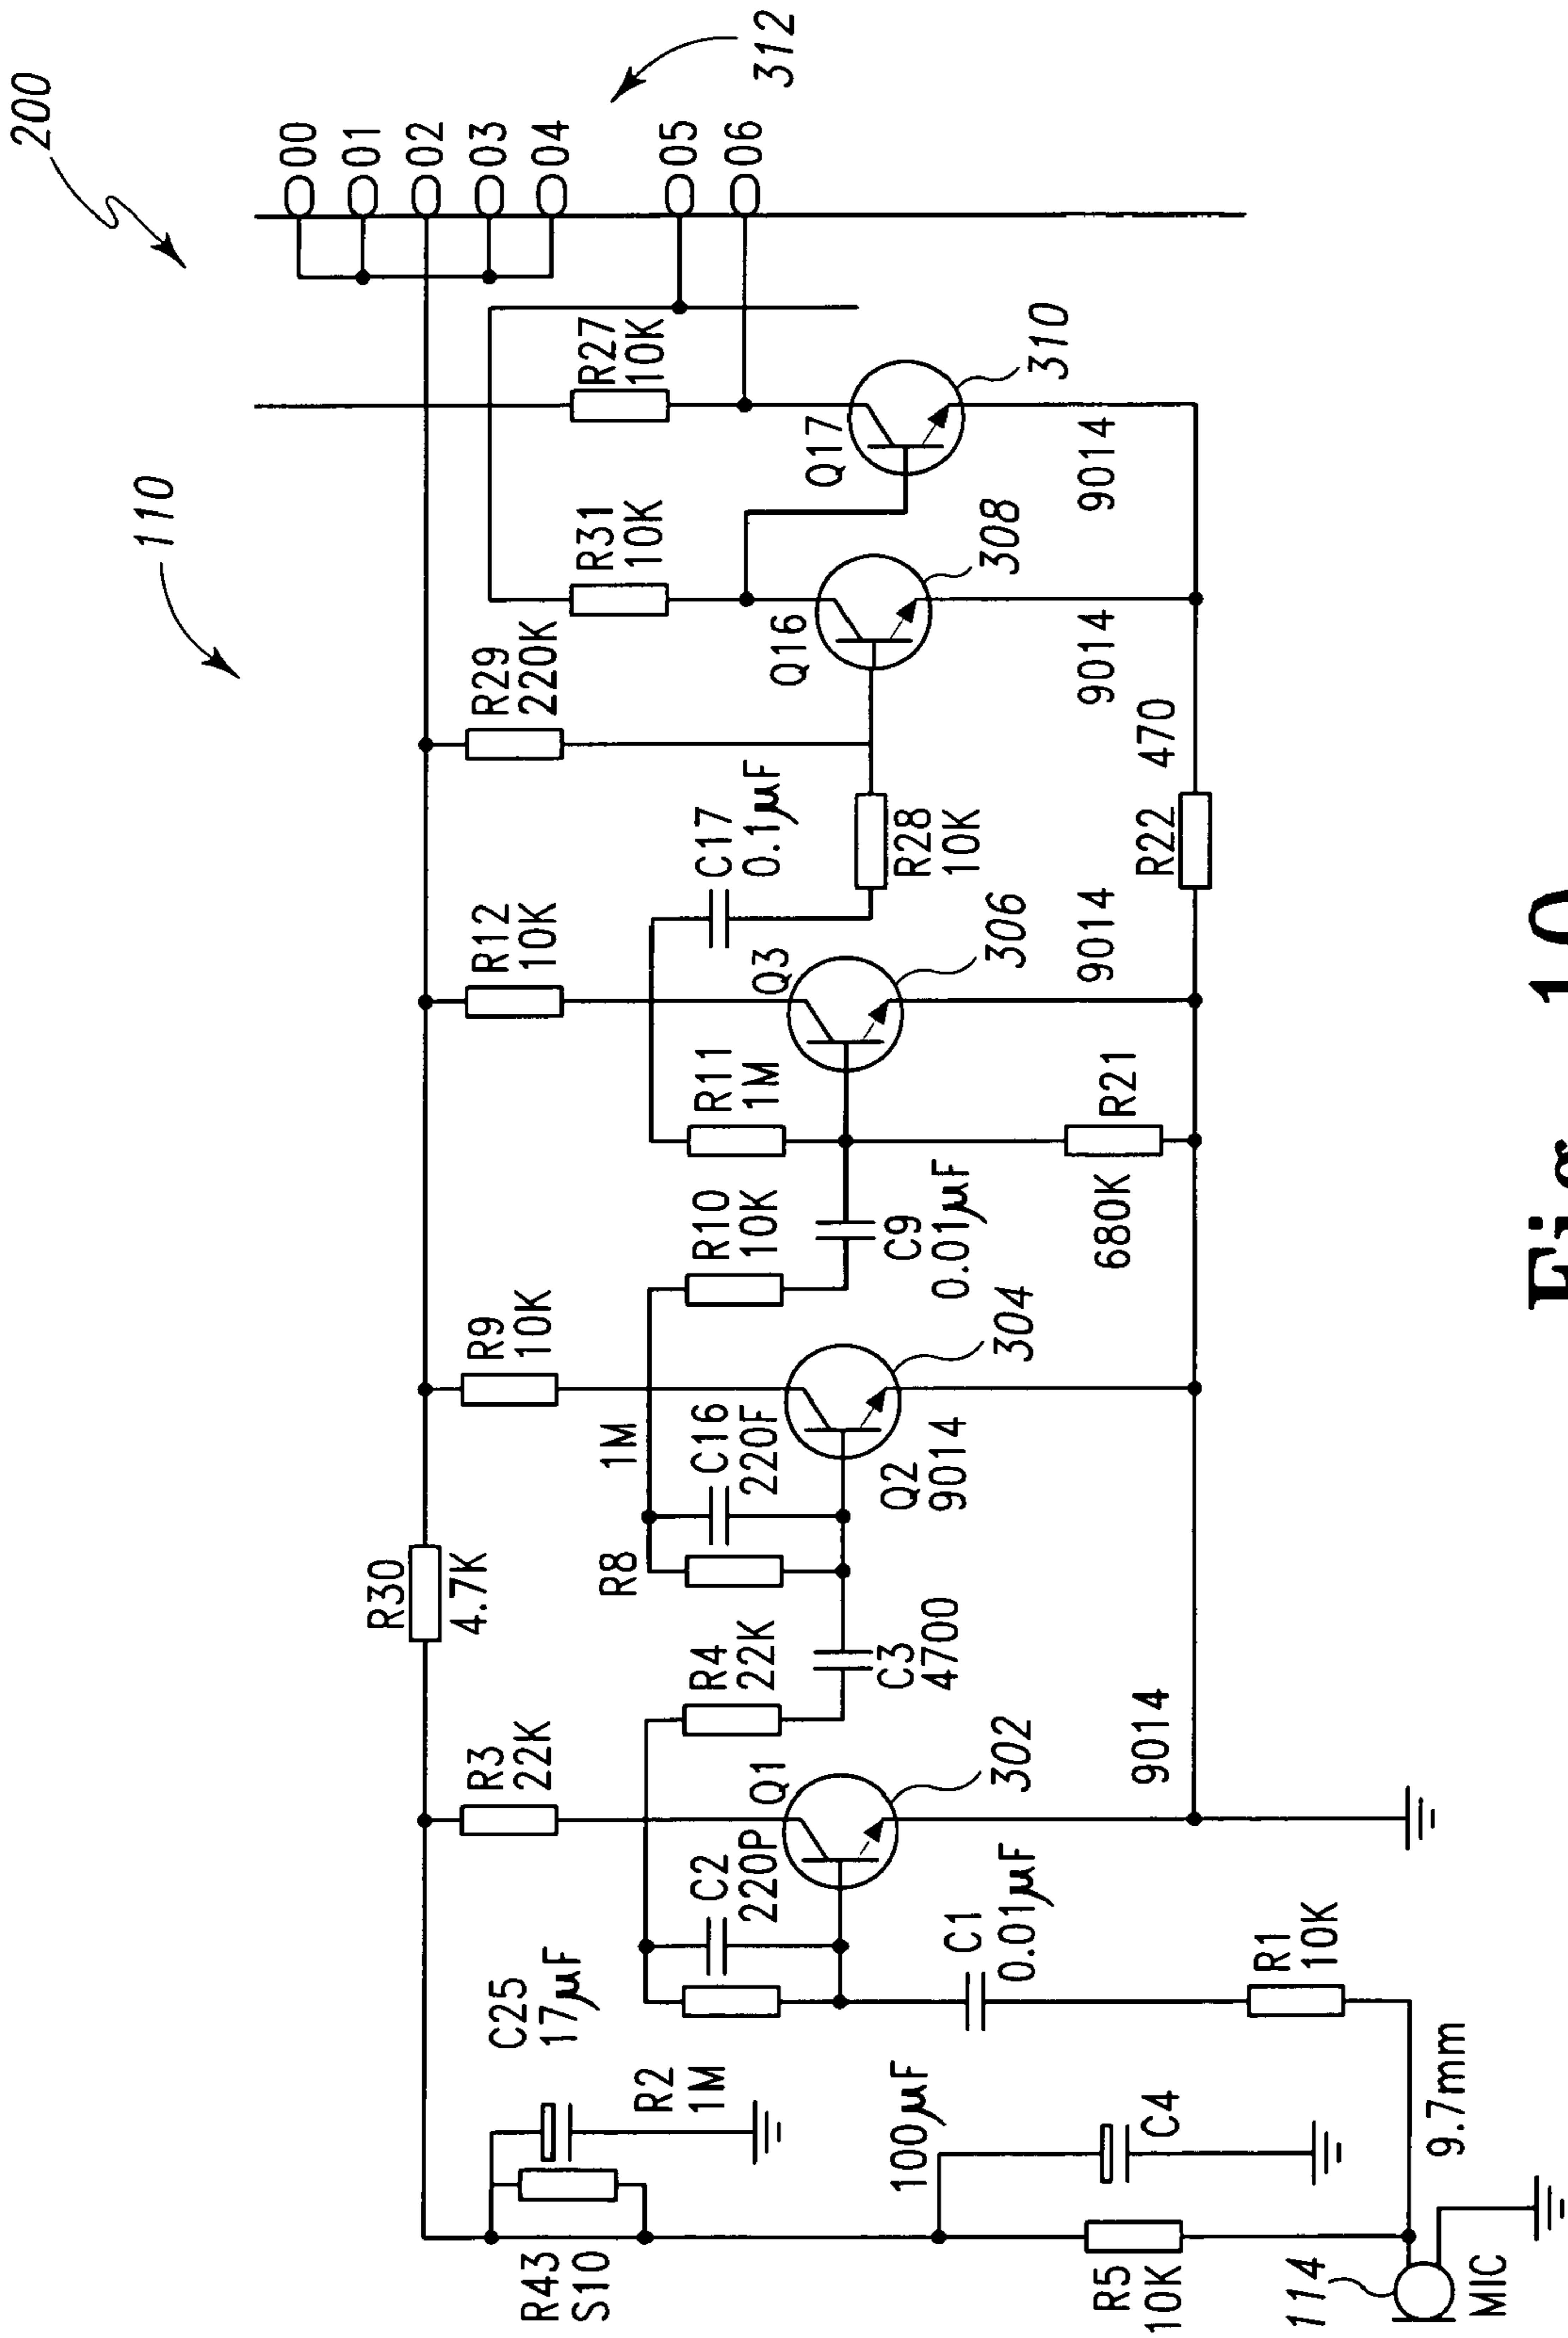 200
110
312
00
01
02
03
04
05
06
R27
10K
R31
10K
Q17
310
9014
Q16
308
9014
R29
220K
C17
0.1µF
R28
10K
470
R22
R12
10K
Q3
306
9014
R11
1M
R21
680K
R10
10K
C9
0.01µF
R9
10K
304
1M
C16
220F
Q2
9014
R8
R30
4.7K
R4
22K
C3
4700
R3
22K
Q1
302
9014
C2
220P
C1
0.01µF
R1
10K
C25
17µF
R2
1M
100µF
C4
9.7mm
R43
S10
R5
10K
114
MIC